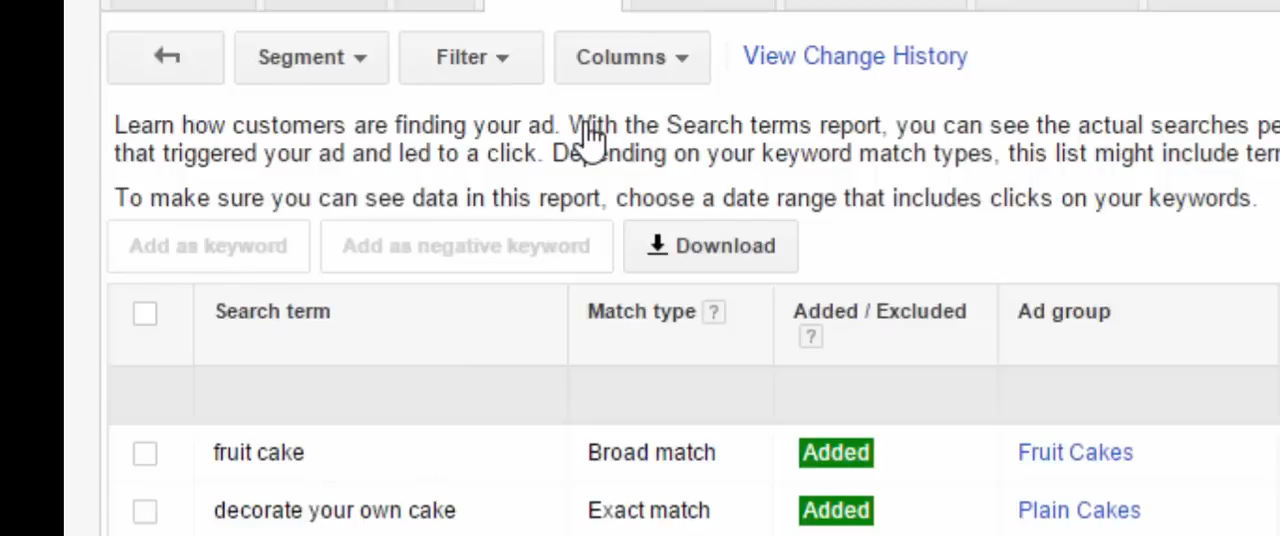 Segment Filter Columns View Change History
Learn how customers are finding your ad. With the Search terms report, you can see the actual searches pe
that triggered your ad and led to a click. Depending on your keyword match types, this list might include ter
To make sure you can see data in this report, choose a date range that includes clicks on your keywords.
Add as keyword Add as negative keyword Download
Search term Match type ? Added / Excluded ? Ad group
fruit cake Broad match Added Fruit Cakes
decorate your own cake Exact match Added Plain Cakes